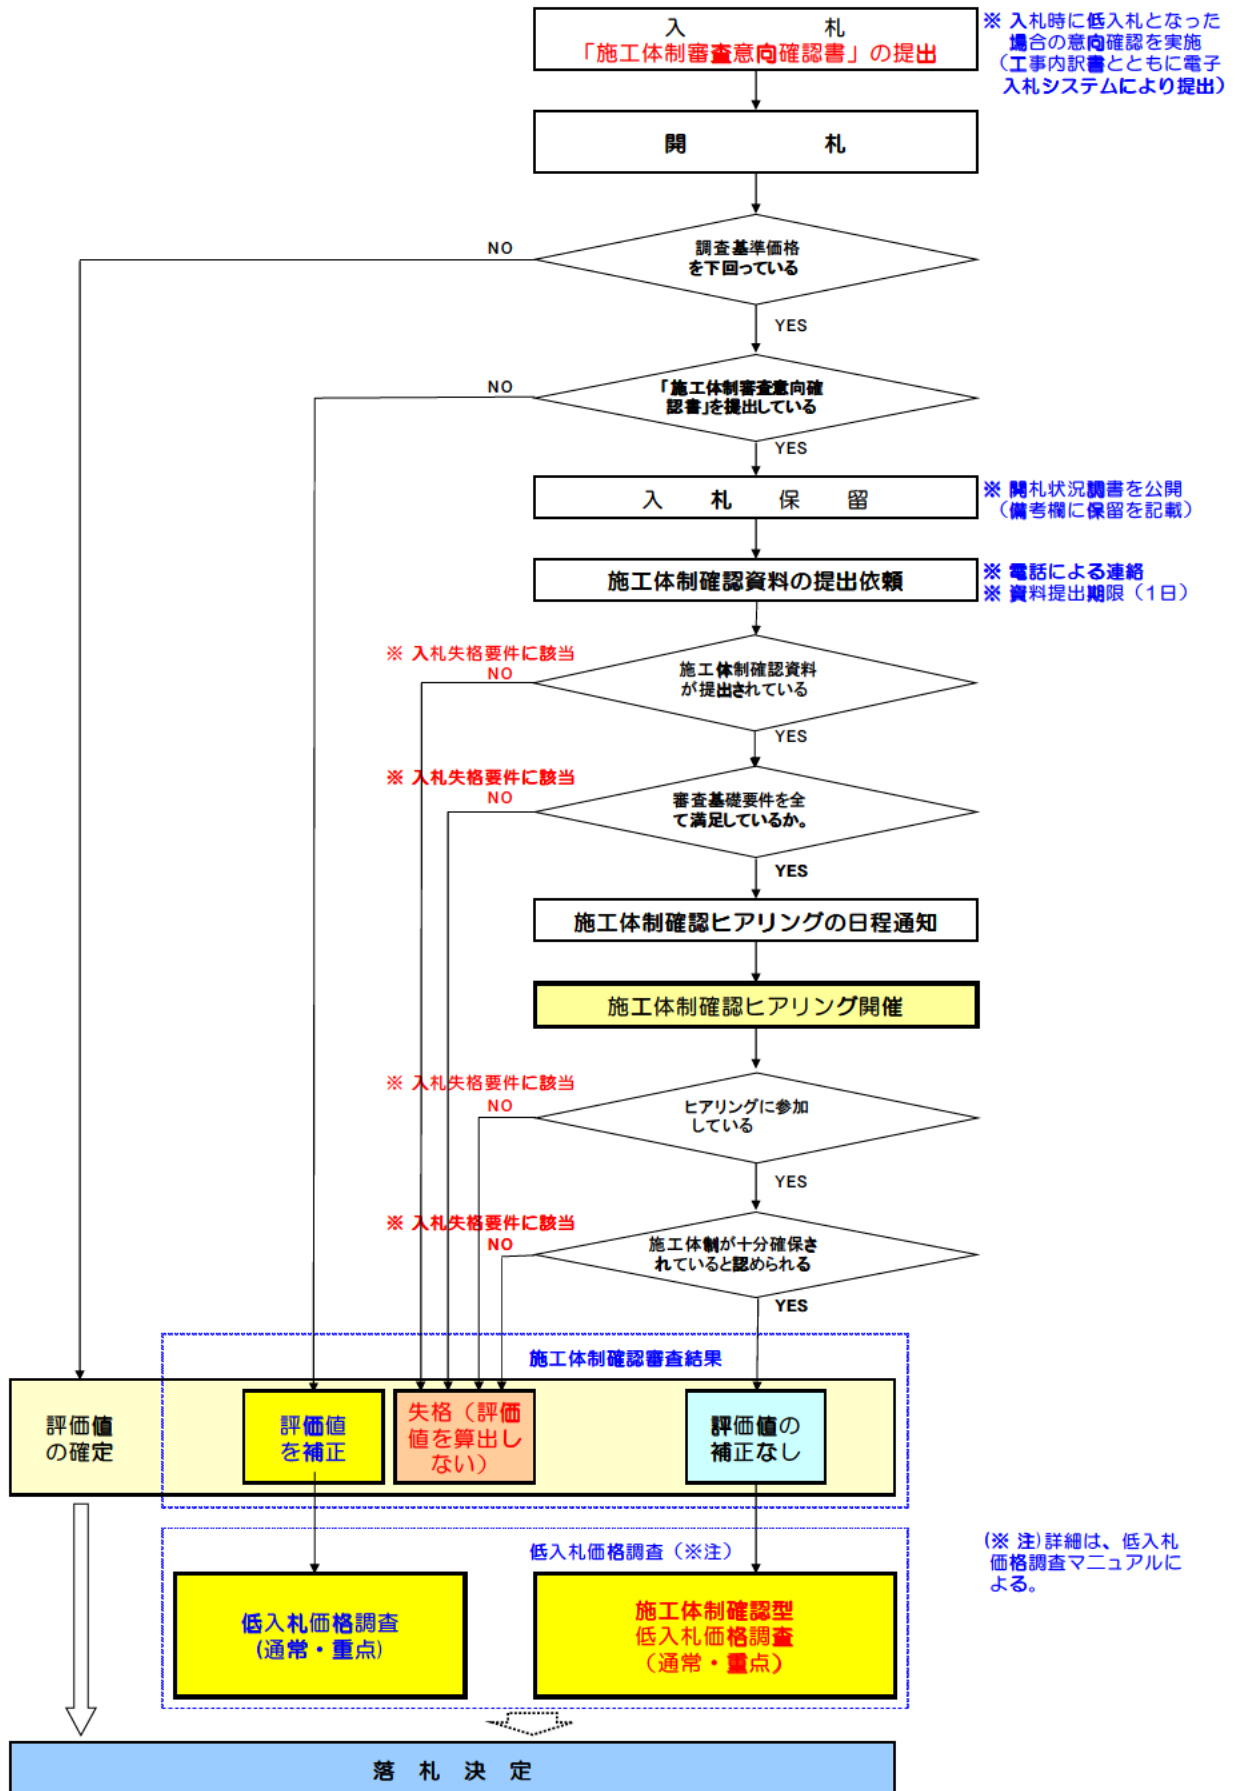 入　　　　　札
「施工体制審査意向確認書」の提出
※ 入札時に低入札となった
場合の意向確認を実施
（工事内訳書とともに電子
入札システムにより提出）
開　　　　　札
調査基準価格
を下回っている
NO
YES
「施工体制審査意向確
認書」を提出している
NO
YES
入　札　保　留
※ 開札状況調書を公開
（備考欄に保留を記載）
施工体制確認資料の提出依頼
※ 電話による連絡
※ 資料提出期限（1日）
※ 入札失格要件に該当
NO
施工体制確認資料
が提出されている
YES
※ 入札失格要件に該当
NO
審査基礎要件を全
て満足しているか。
YES
施工体制確認ヒアリングの日程通知
施工体制確認ヒアリング開催
※ 入札失格要件に該当
NO
ヒアリングに参加
している
YES
※ 入札失格要件に該当
NO
施工体制が十分確保さ
れていると認められる
YES
施工体制確認審査結果
評価値
の確定
評価値
を補正
失格（評価
値を算出し
ない）
評価値の
補正なし
低入札価格調査（※注）
(※ 注)詳細は、低入札
価格調査マニュアルに
よる。
低入札価格調査
(通常・重点)
施工体制確認型
低入札価格調査
（通常・重点）
落　札　決　定